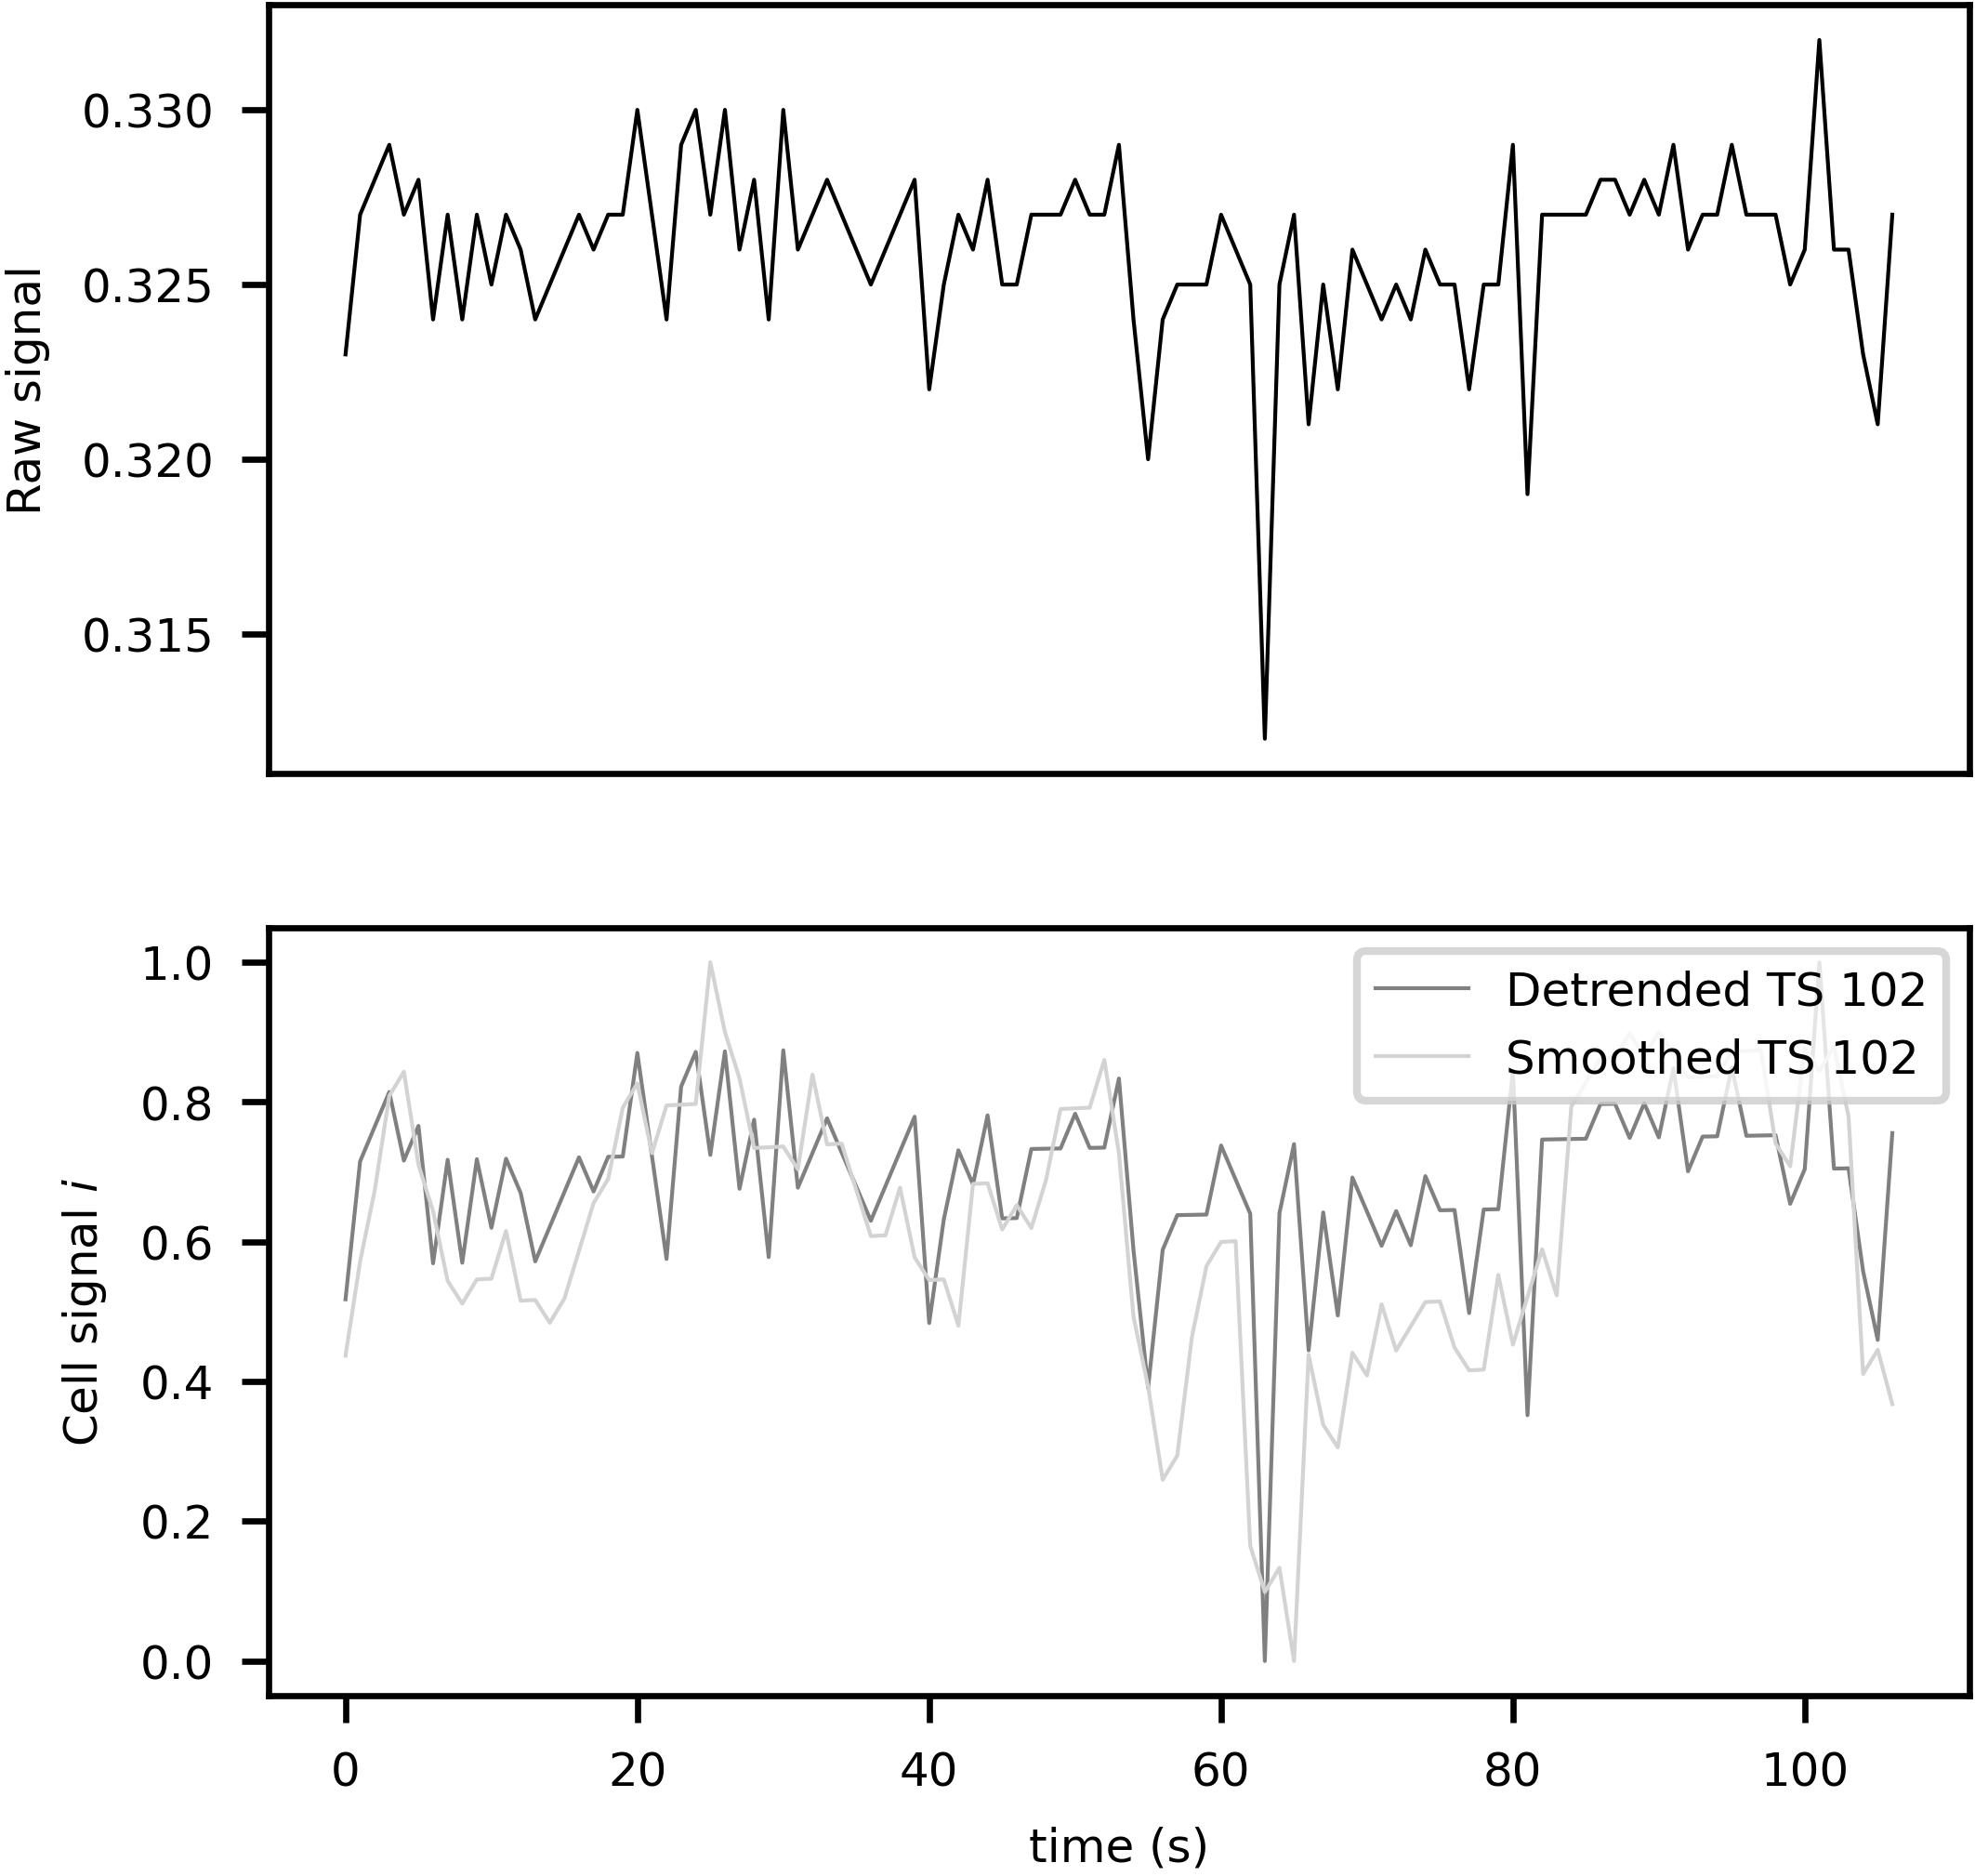 Raw signal
0.330
0.325
0.320
0.315
Cell signal i
1.0
0.8
0.6
0.4
0.2
0.0
Detrended TS 102
Smoothed TS 102
0 20 40 60 80 100
time (s)